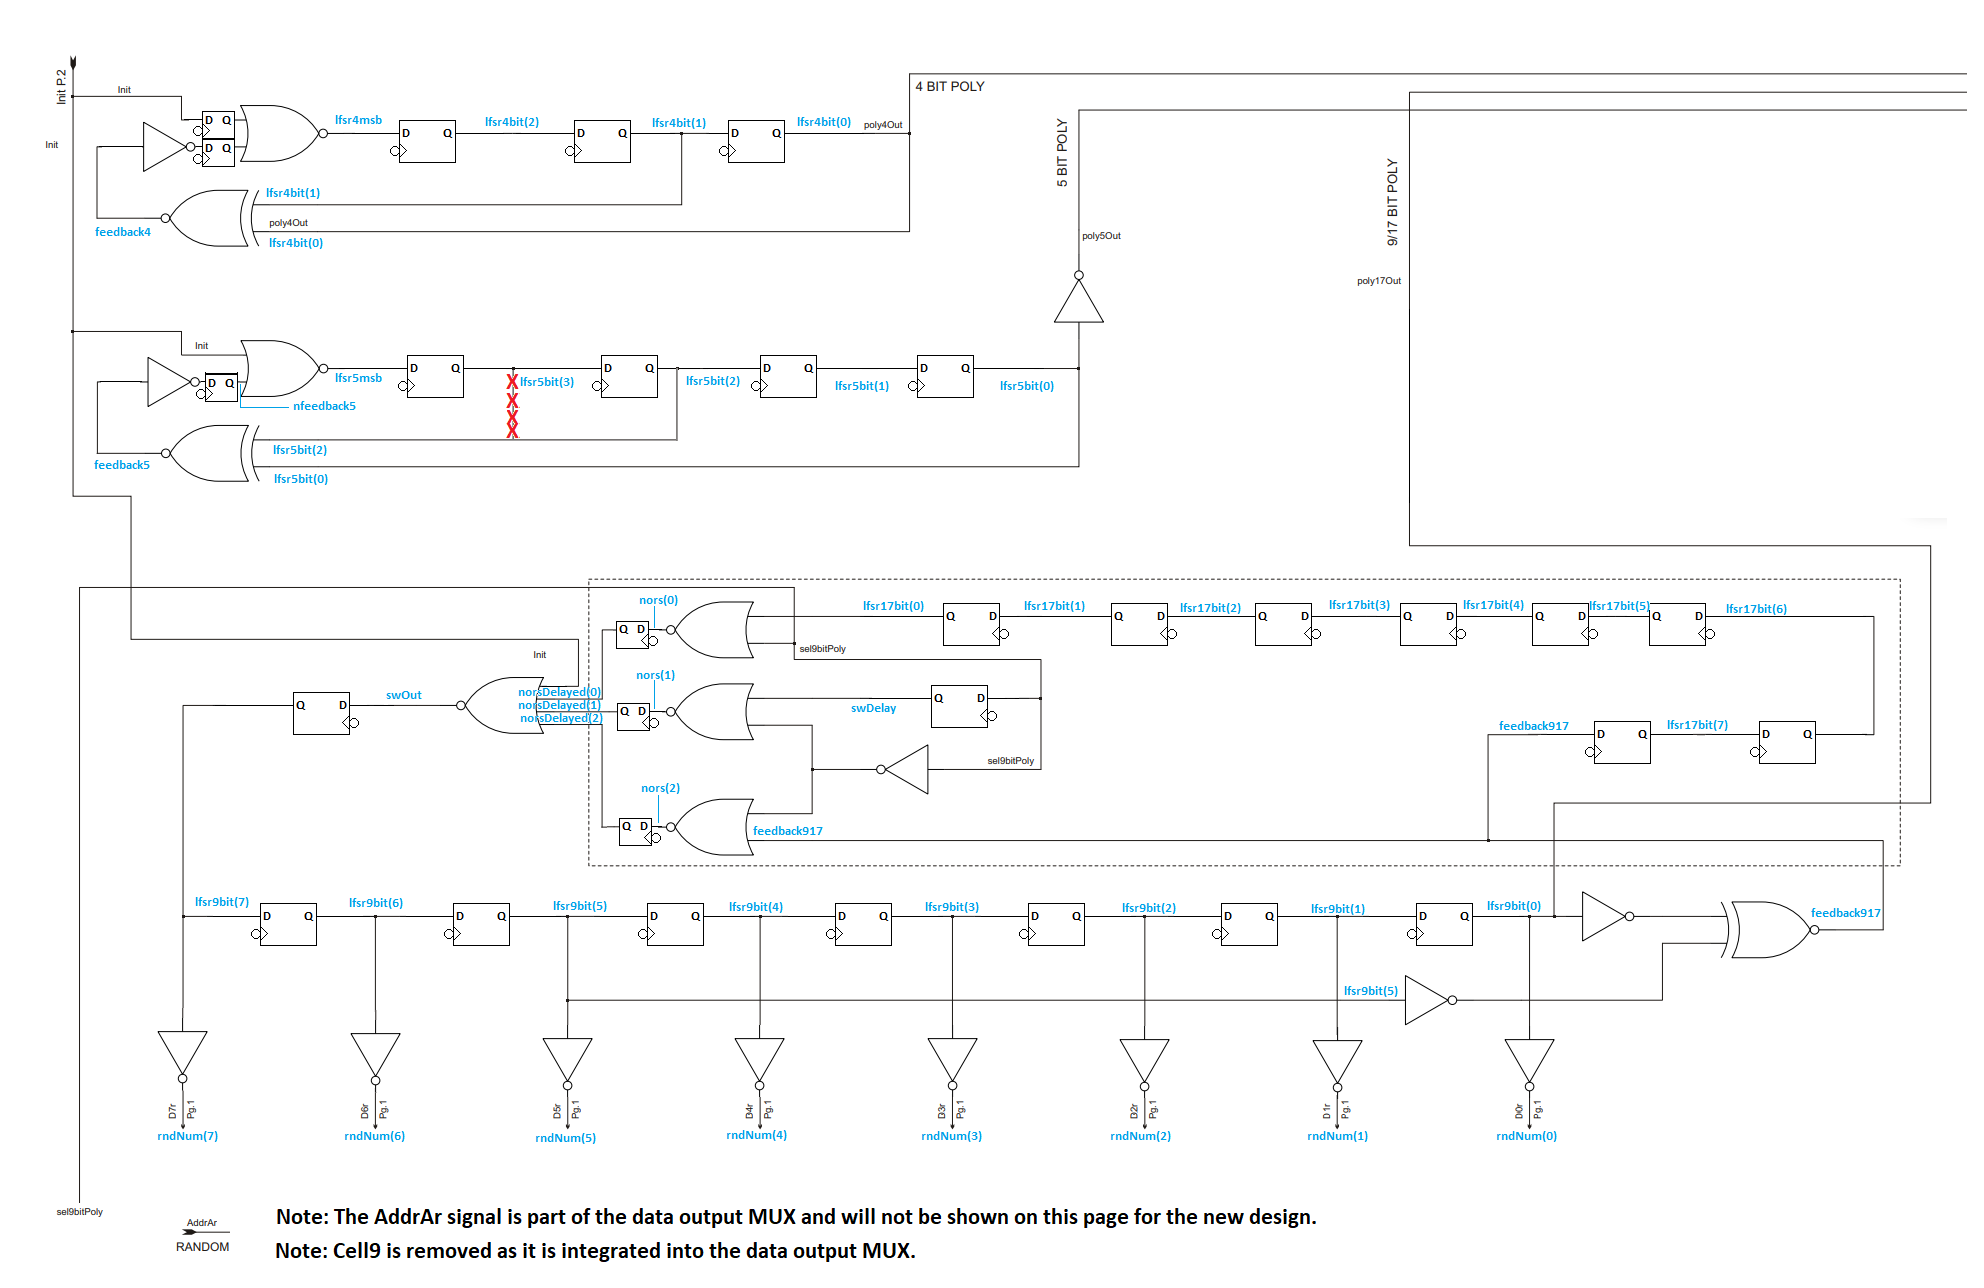 Init P.2
Init
Init
D Q
D Q
lfsr4msb
D Q
lfsr4bit(2)
D Q
lfsr4bit(1)
D Q
lfsr4bit(0)
poly4Out
4 BIT POLY
lfsr4bit(1)
poly4Out
lfsr4bit(0)
feedback4
5 BIT POLY
poly5Out
9/17 BIT POLY
poly17Out
Init
D Q
nfeedback5
lfsr5msb
D Q
X
X
X
X
lfsr5bit(3)
D Q
lfsr5bit(2)
D Q
lfsr5bit(1)
D Q
lfsr5bit(0)
lfsr5bit(2)
lfsr5bit(0)
feedback5
nors(0)
Q D
lfsr17bit(0)
Q D
lfsr17bit(1)
Q D
lfsr17bit(2)
Q D
lfsr17bit(3)
Q D
lfsr17bit(4)
Q D
lfsr17bit(5)
Q D
lfsr17bit(6)
sel9bitPoly
Init
nors(1)
norsDelayed(0)
norsDelayed(1)
norsDelayed(2)
Q D
swOut
Q D
swDelay
Q D
feedback917
D Q
lfsr17bit(7)
D Q
sel9bitPoly
nors(2)
Q D
feedback917
lfsr9bit(7)
D Q
lfsr9bit(6)
D Q
lfsr9bit(5)
D Q
lfsr9bit(4)
D Q
lfsr9bit(3)
D Q
lfsr9bit(2)
D Q
lfsr9bit(1)
D Q
lfsr9bit(0)
feedback917
lfsr9bit(5)
D7r Pg.1
D6r Pg.1
D5r Pg.1
D4r Pg.1
D3r Pg.1
D2r Pg.1
D1r Pg.1
D0r Pg.1
rndNum(7)
rndNum(6)
rndNum(5)
rndNum(4)
rndNum(3)
rndNum(2)
rndNum(1)
rndNum(0)
sel9bitPoly
AddrAr
RANDOM
Note: The AddrAr signal is part of the data output MUX and will not be shown on this page for the new design.
Note: Cell9 is removed as it is integrated into the data output MUX.